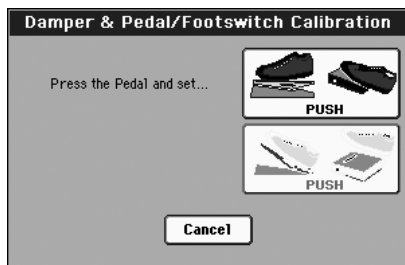 Damper & Pedal/Footswitch Calibration
Press the Pedal and set...
PUSH
PUSH
Cancel